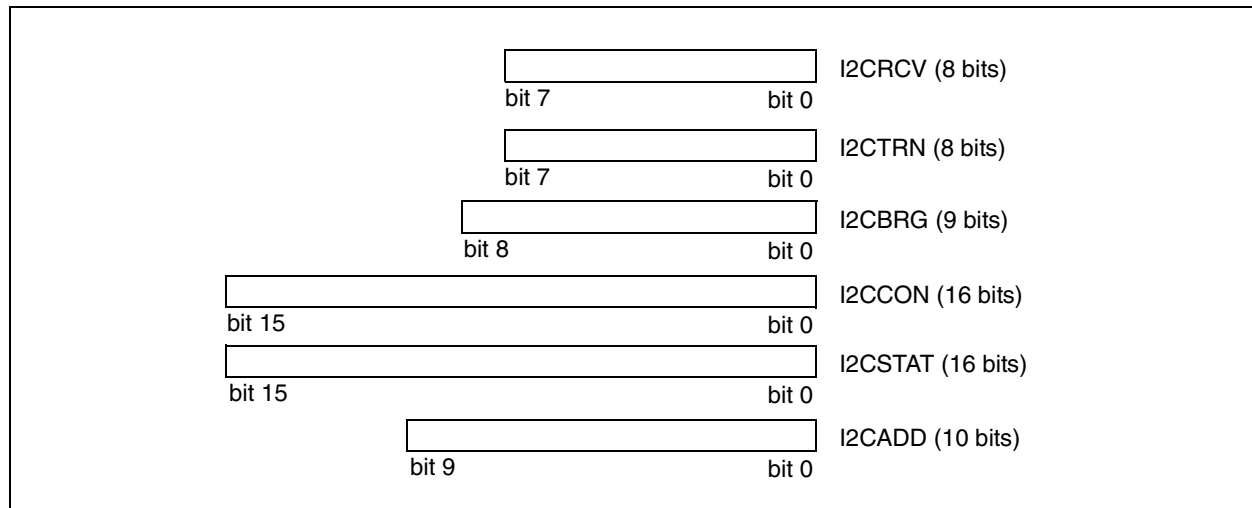 I2CRCV (8 bits)
bit 7 bit 0
I2CTRN (8 bits)
bit 7 bit 0
I2CBRG (9 bits)
bit 8 bit 0
I2CCON (16 bits)
bit 15 bit 0
I2CSTAT (16 bits)
bit 15 bit 0
I2CADD (10 bits)
bit 9 bit 0